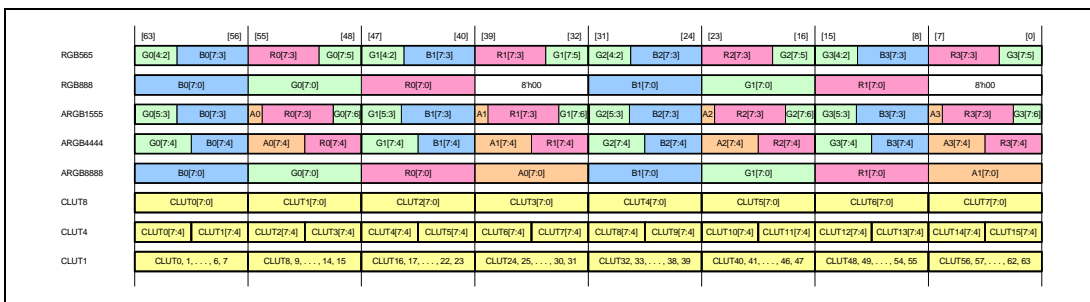 [63] [56] [55] [48] [47] [40] [39] [32] [31] [24] [23] [16] [15] [8] [7] [0]
RGB565 G0[4:2] B0[7:3] R0[7:3] G0[7:5] G1[4:2] B1[7:3] R1[7:3] G1[7:5] G2[4:2] B2[7:3] R2[7:3] G2[7:5] G3[4:2] B3[7:3] R3[7:3] G3[7:5]
RGB888 B0[7:0] G0[7:0] R0[7:0] 8'h00 B1[7:0] G1[7:0] R1[7:0] 8'h00
ARGB1555 G0[5:3] B0[7:3] A0 R0[7:3] G0[7:6] G1[5:3] B1[7:3] A1 R1[7:3] G1[7:6] G2[5:3] B2[7:3] A2 R2[7:3] G2[7:6] G3[5:3] B3[7:3] A3 R3[7:3] G3[7:6]
ARGB4444 G0[7:4] B0[7:4] A0[7:4] R0[7:4] G1[7:4] B1[7:4] A1[7:4] R1[7:4] G2[7:4] B2[7:4] A2[7:4] R2[7:4] G3[7:4] B3[7:4] A3[7:4] R3[7:4]
ARGB8888 B0[7:0] G0[7:0] R0[7:0] A0[7:0] B1[7:0] G1[7:0] R1[7:0] A1[7:0]
CLUT8 CLUT0[7:0] CLUT1[7:0] CLUT2[7:0] CLUT3[7:0] CLUT4[7:0] CLUT5[7:0] CLUT6[7:0] CLUT7[7:0]
CLUT4 CLUT0[7:4] CLUT1[7:4] CLUT2[7:4] CLUT3[7:4] CLUT4[7:4] CLUT5[7:4] CLUT6[7:4] CLUT7[7:4] CLUT8[7:4] CLUT9[7:4] CLUT10[7:4] CLUT11[7:4] CLUT12[7:4] CLUT13[7:4] CLUT14[7:4] CLUT15[7:4]
CLUT1 CLUT0, 1, . . . , 6, 7 CLUT8, 9, . . . , 14, 15 CLUT16, 17, . . . , 22, 23 CLUT24, 25, . . . , 30, 31 CLUT32, 33, . . . , 38, 39 CLUT40, 41, . . . , 46, 47 CLUT48, 49, . . . , 54, 55 CLUT56, 57, . . . , 62, 63